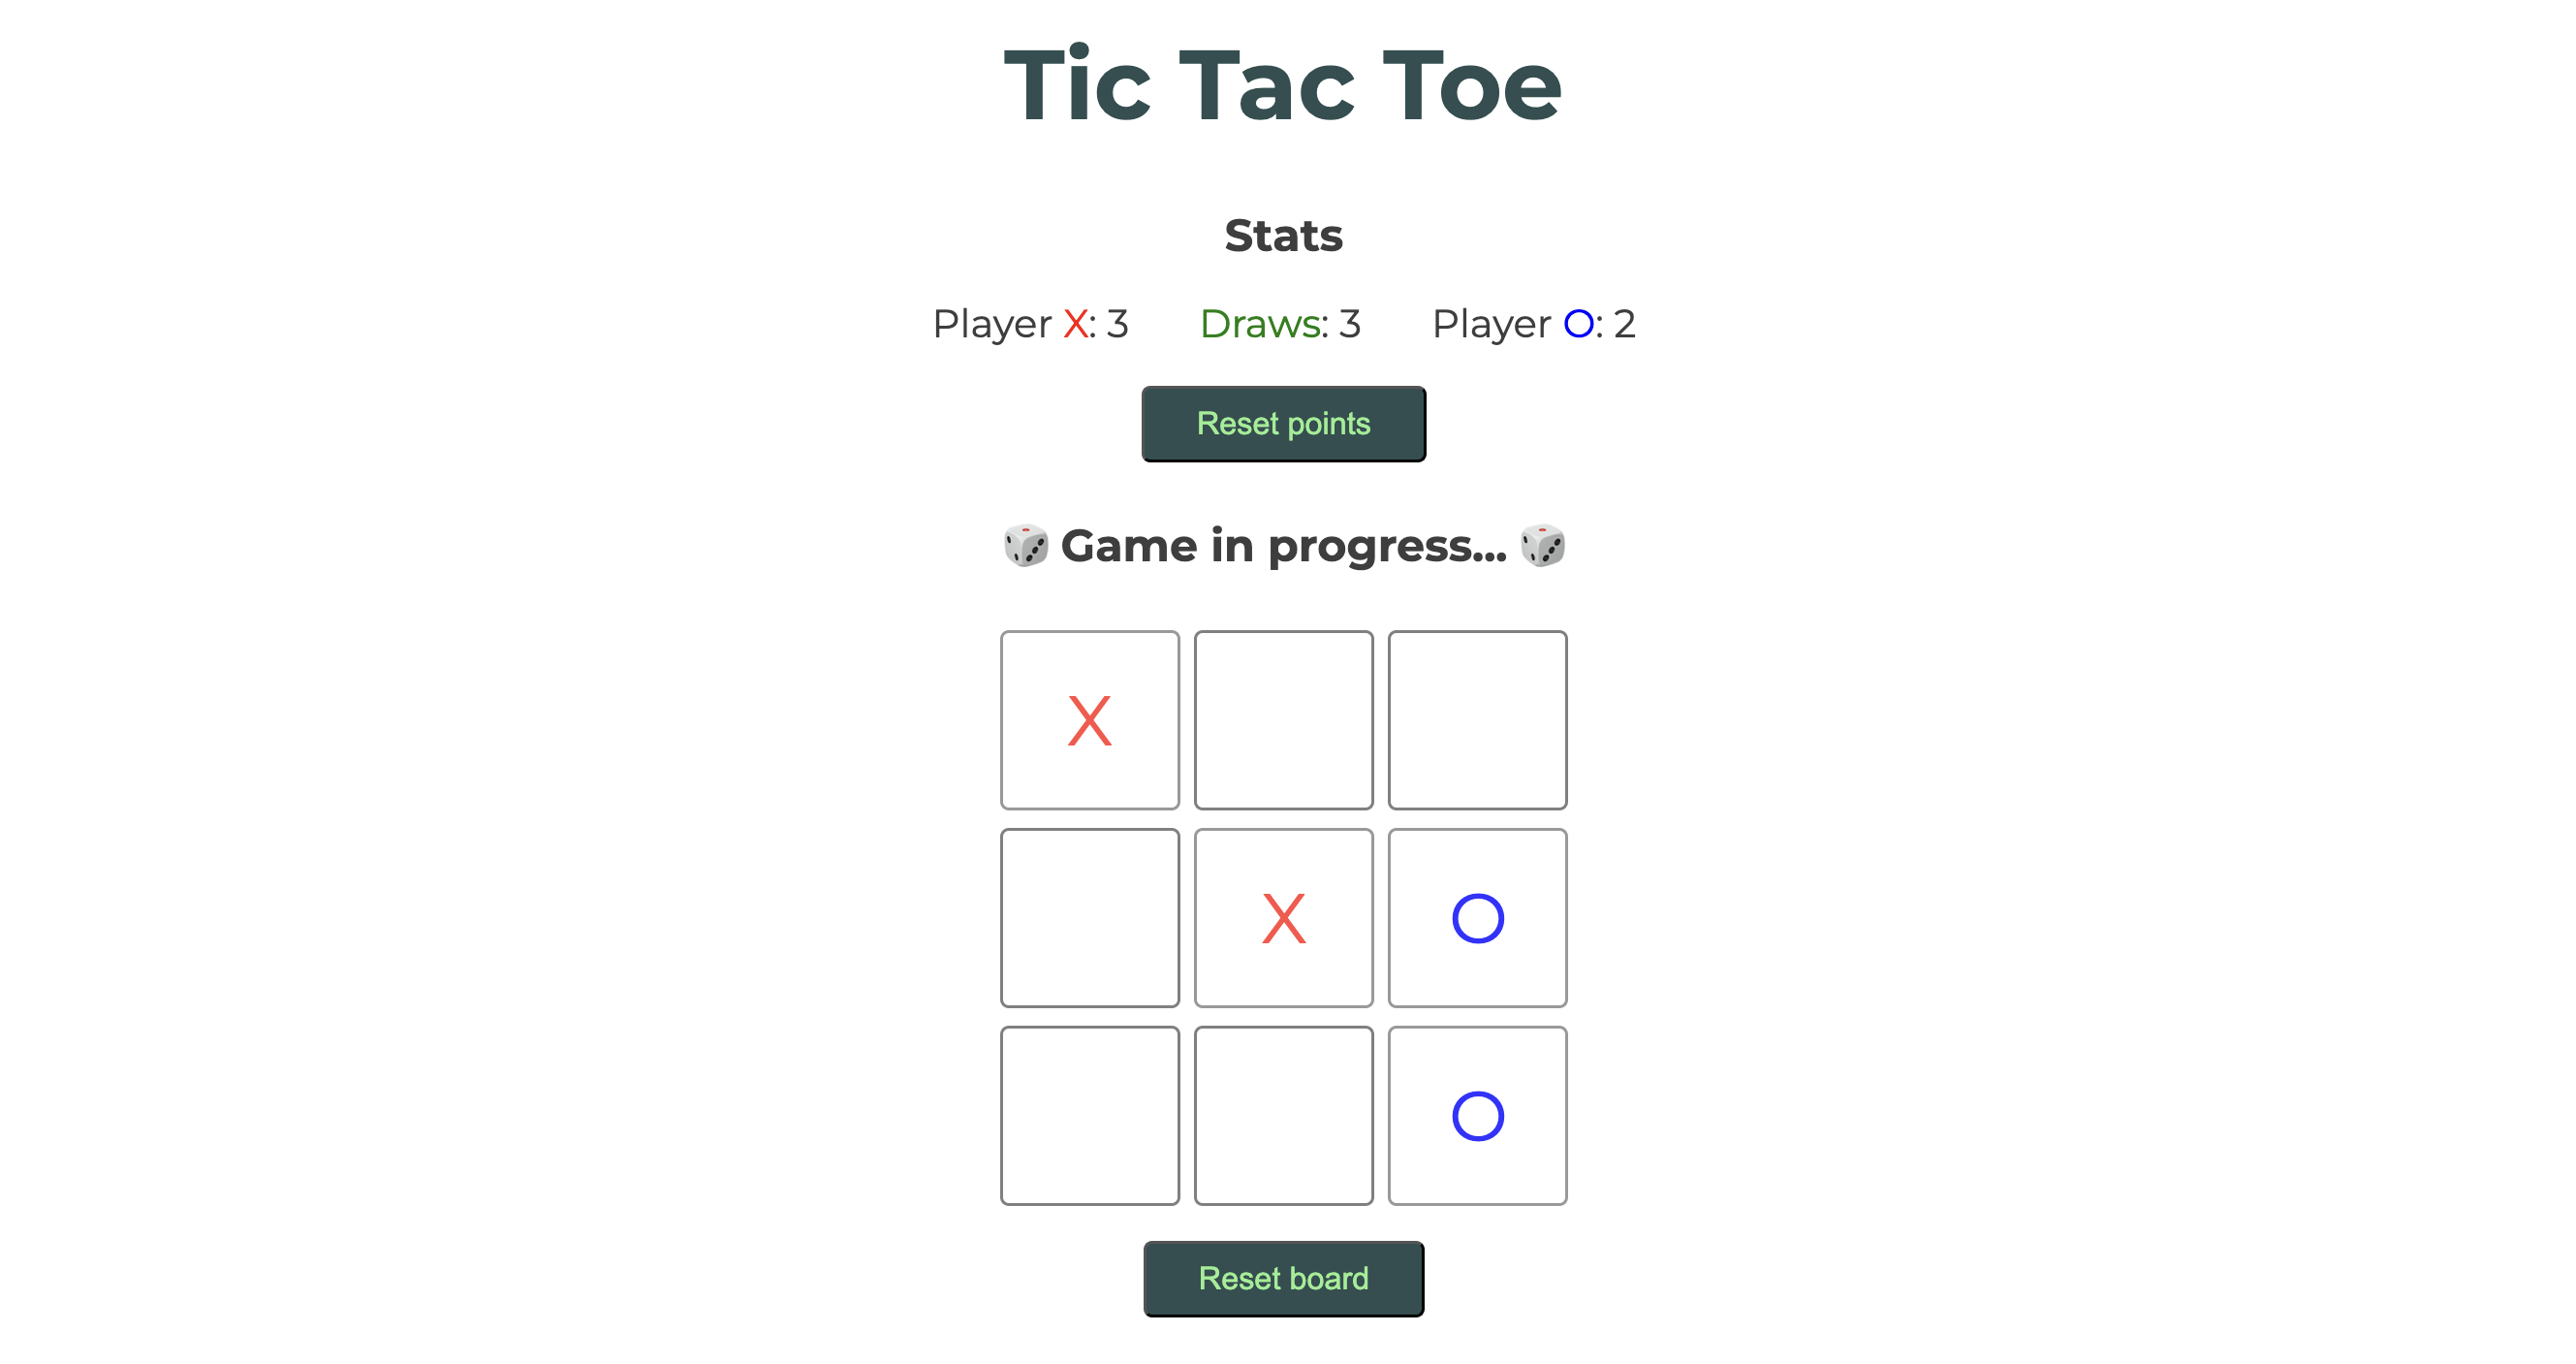 Tic Tac Toe
Stats
Player X: 3 Draws: 3 Player O: 2
Reset points
🎲 Game in progress... 🎲
X
X O
O
Reset board